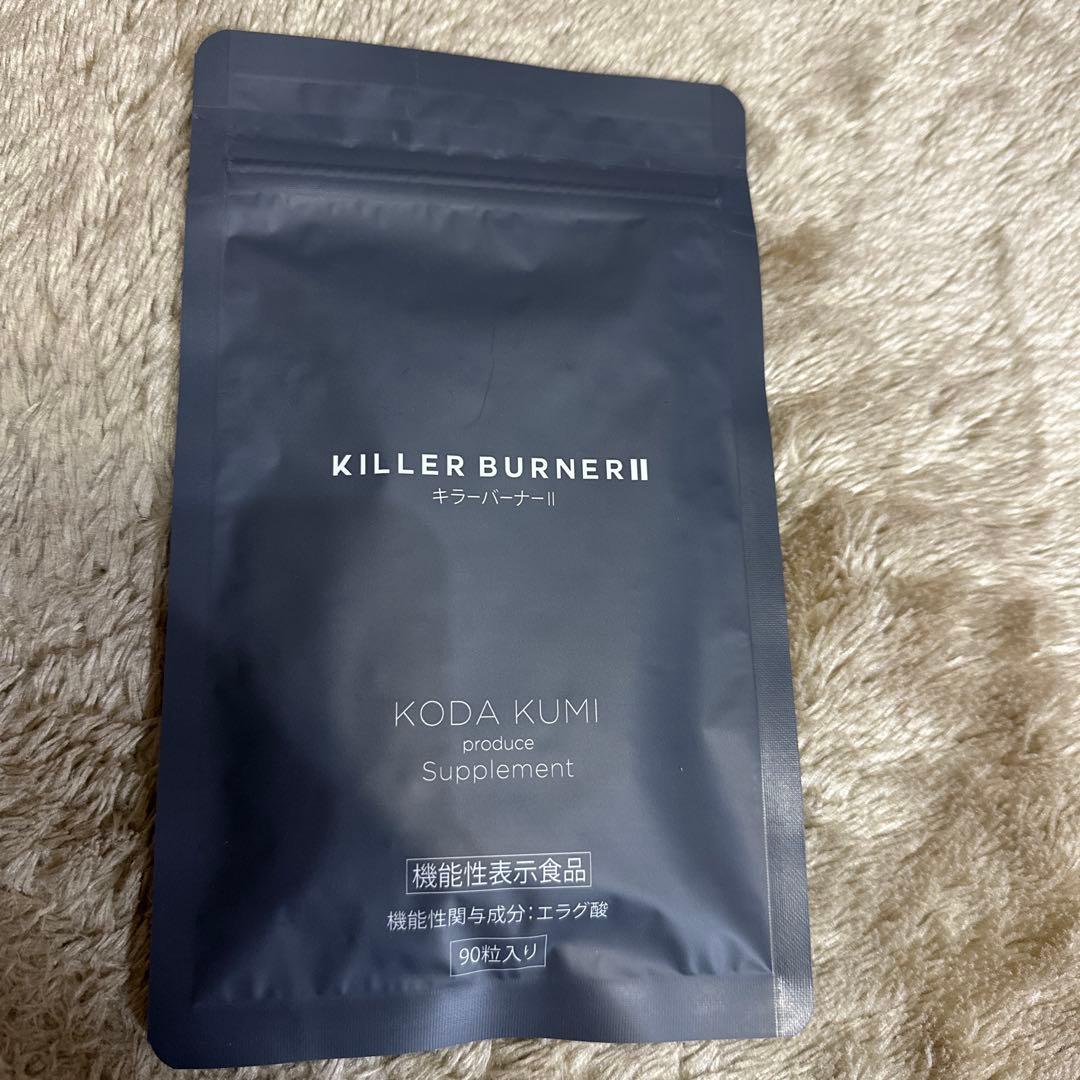 KILLER BURNERII
キラーバーナーII
KODA KUMI
produce
Supplement
機能性表示食品
機能性関与成分:エラグ酸
90粒入り